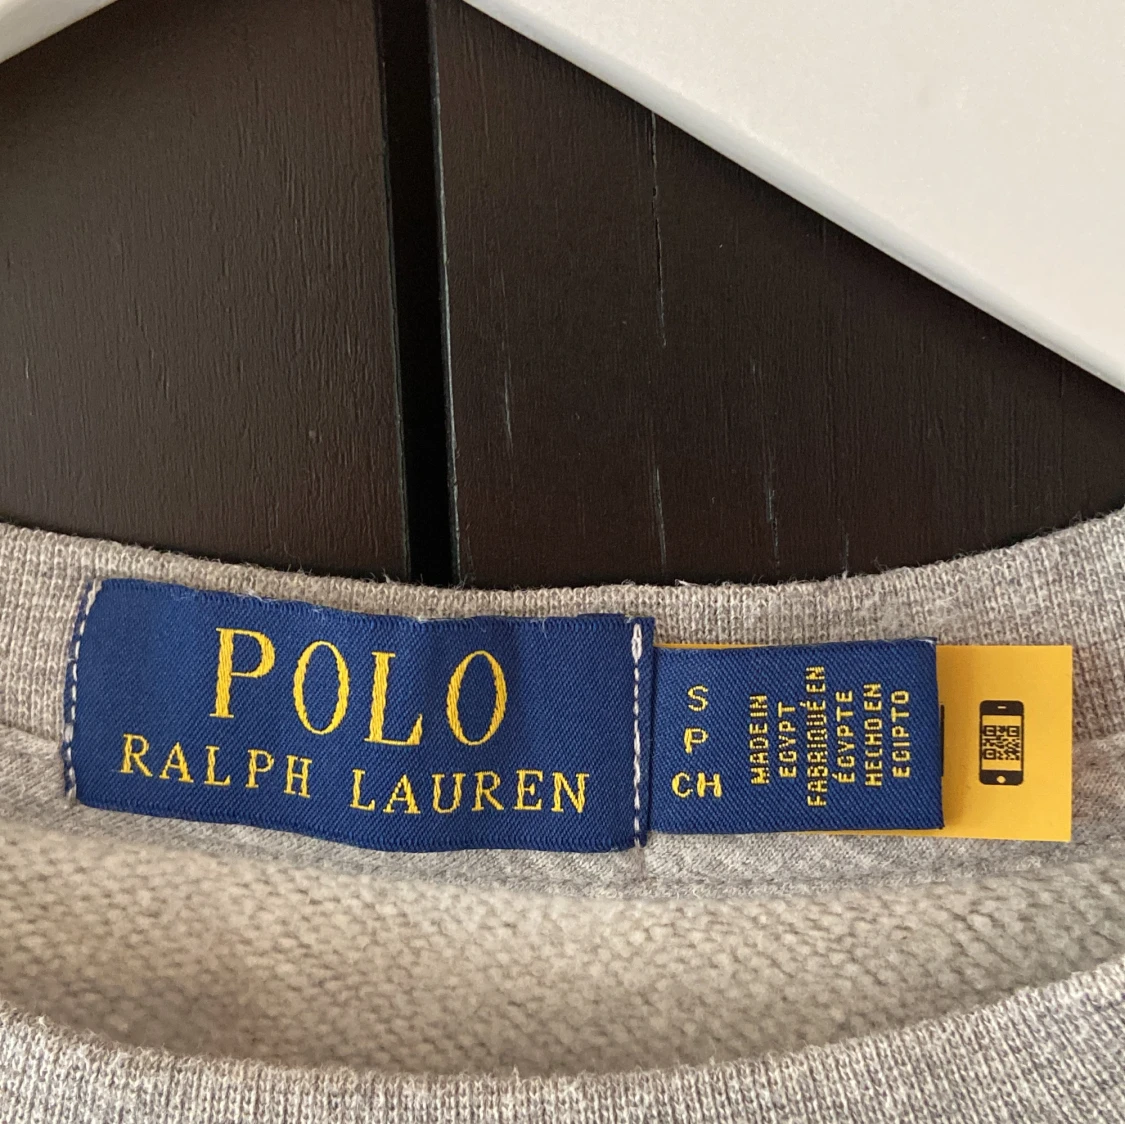 POLO
RALPH LAUREN
S
P
CH
MADE IN
EGYPT
FABRIQUÉ EN
ÉGYPTE
HECHO EN
EGIPTO